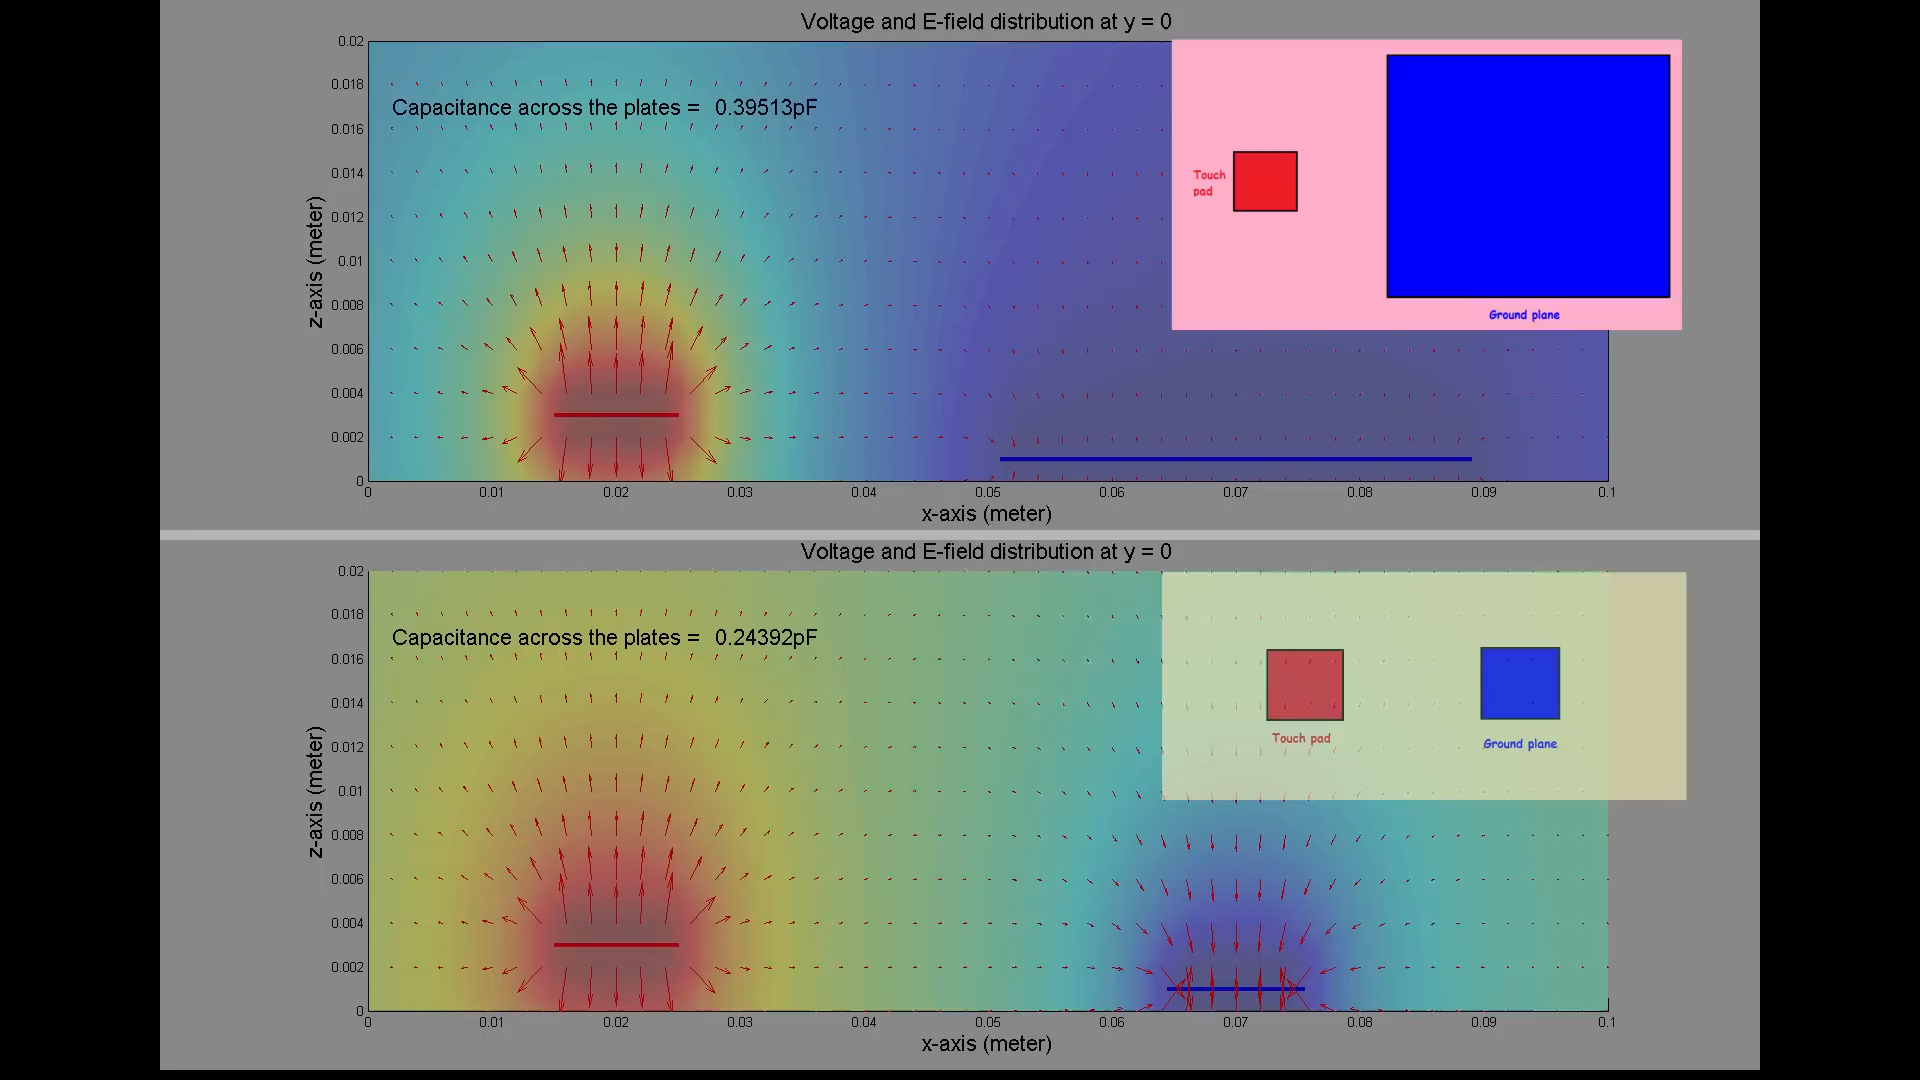 Voltage and E-field distribution at y = 0
0.02
0.018
Capacitance across the plates = 0.39513pF
0.016
0.014
Touch
pad
0.012
z-axis (meter)
0.01
0.008
Ground plane
0.006
0.004
0.002
0
0 0.01 0.02 0.03 0.04 0.05 0.06 0.07 0.08 0.09 0.1
x-axis (meter)
Voltage and E-field distribution at y = 0
0.02
0.018
Capacitance across the plates = 0.24392pF
0.016
0.014
Touch pad
Ground plane
0.012
z-axis (meter)
0.01
0.008
0.006
0.004
0.002
0
0 0.01 0.02 0.03 0.04 0.05 0.06 0.07 0.08 0.09 0.1
x-axis (meter)